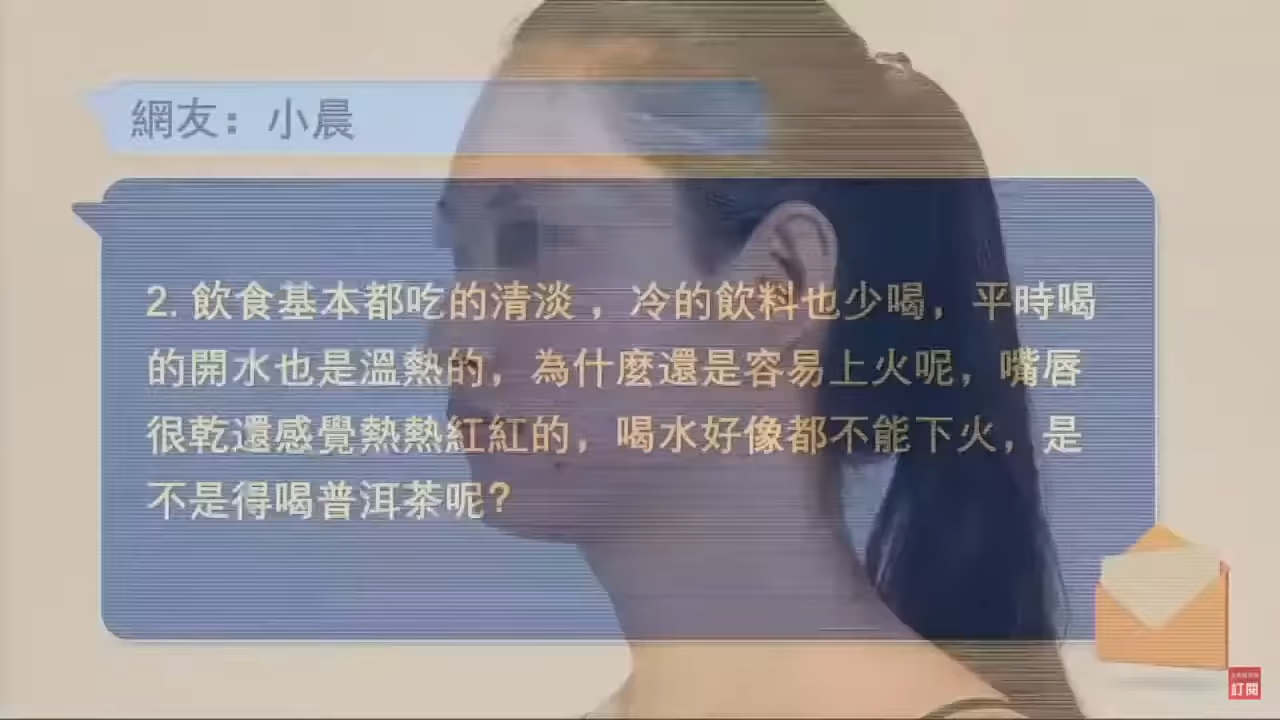 網友：小晨
2. 飲食基本都吃的清淡，冷的飲料也少喝，平時喝
的開水也是溫熱的，為什麼還是容易上火呢，嘴唇
很乾還感覺熱熱紅紅的，喝水好像都不能下火，是
不是得喝普洱茶呢？
訂閱